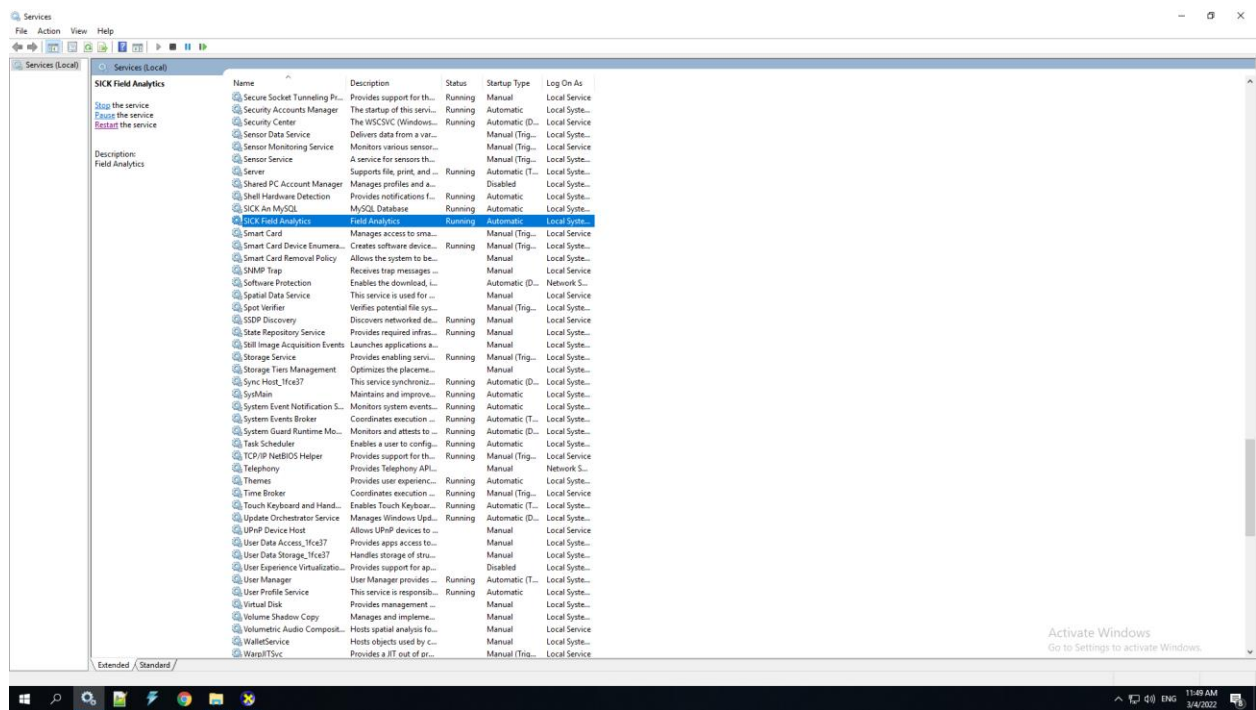 Services
File Action View Help
Services (Local)
Services (Local)
SICK Field Analytics
Stop the service
Pause the service
Restart the service
Description:
Field Analytics
Name Description Status Startup Type Log On As
Secure Socket Tunneling Pr... Provides support for th... Running Manual Local Service
Security Accounts Manager The startup of this servi... Running Automatic Local Syste...
Security Center The WSCSVC (Windows... Running Automatic (D... Local Service
Sensor Data Service Delivers data from a var... Manual (Trig... Local Syste...
Sensor Monitoring Service Monitors various sensor... Manual (Trig... Local Service
Sensor Service A service for sensors th... Manual (Trig... Local Syste...
Server Supports file, print, and ... Running Automatic (T... Local Syste...
Shared PC Account Manager Manages profiles and a... Disabled Local Syste...
Shell Hardware Detection Provides notifications f... Running Automatic Local Syste...
SICK An MySQL MySQL Database Running Automatic Local Syste...
SICK Field Analytics Field Analytics Running Automatic Local Syste...
Smart Card Manages access to sma... Manual (Trig... Local Service
Smart Card Device Enumera... Creates software device... Running Manual (Trig... Local Syste...
Smart Card Removal Policy Allows the system to be... Manual Local Syste...
SNMP Trap Receives trap messages ... Manual Local Service
Software Protection Enables the download, i... Automatic (D... Network S...
Spatial Data Service This service is used for ... Manual Local Service
Spot Verifier Verifies potential file sys... Manual (Trig... Local Syste...
SSDP Discovery Discovers networked de... Running Manual Local Service
State Repository Service Provides required infras... Running Manual Local Syste...
Still Image Acquisition Events Launches applications a... Manual Local Syste...
Storage Service Provides enabling servi... Running Manual (Trig... Local Syste...
Storage Tiers Management Optimizes the placeme... Manual Local Syste...
Sync Host_1fce37 This service synchroniz... Running Automatic (D... Local Syste...
SysMain Maintains and improve... Running Automatic Local Syste...
System Event Notification S... Monitors system events... Running Automatic Local Syste...
System Events Broker Coordinates execution ... Running Automatic (T... Local Syste...
System Guard Runtime Mo... Monitors and attests to ... Running Automatic (D... Local Syste...
Task Scheduler Enables a user to config... Running Automatic Local Syste...
TCP/IP NetBIOS Helper Provides support for th... Running Manual (Trig... Local Service
Telephony Provides Telephony API... Manual Network S...
Themes Provides user experienc... Running Automatic Local Syste...
Time Broker Coordinates execution ... Running Manual (Trig... Local Service
Touch Keyboard and Hand... Enables Touch Keyboar... Running Automatic (T... Local Syste...
Update Orchestrator Service Manages Windows Upd... Running Automatic (D... Local Syste...
UPnP Device Host Allows UPnP devices to ... Manual Local Service
User Data Access_1fce37 Provides apps access to... Manual Local Syste...
User Data Storage_1fce37 Handles storage of stru... Manual Local Syste...
User Experience Virtualizatio... Provides support for ap... Disabled Local Syste...
User Manager User Manager provides ... Running Automatic (T... Local Syste...
User Profile Service This service is responsib... Running Automatic Local Syste...
Virtual Disk Provides management ... Manual Local Syste...
Volume Shadow Copy Manages and impleme... Manual Local Syste...
Volumetric Audio Composit... Hosts spatial analysis fo... Manual Local Service
WalletService Hosts objects used by c... Manual Local Syste...
WarpJITSvc Provides a JIT out of pr... Manual (Trig... Local Service
Activate Windows
Go to Settings to activate Windows.
Extended Standard
ENG 11:49 AM
3/4/2022